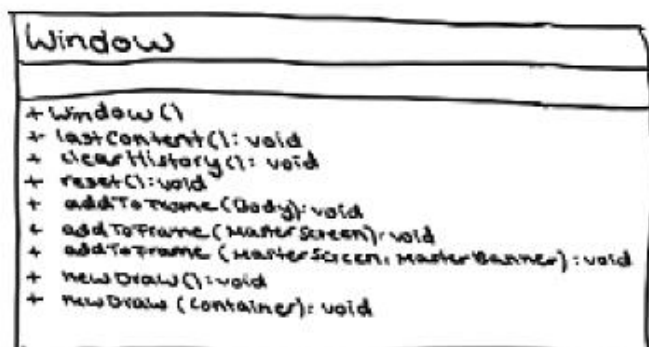 Window
+ Window()
+ lastContent(): void
+ clearHistory(): void
+ reset(): void
+ addToFrame(Body): void
+ addToFrame(MasterScreen): void
+ addToFrame (MasterScreen, MasterBanner): void
+ newDraw(): void
+ newDraw (Container): void